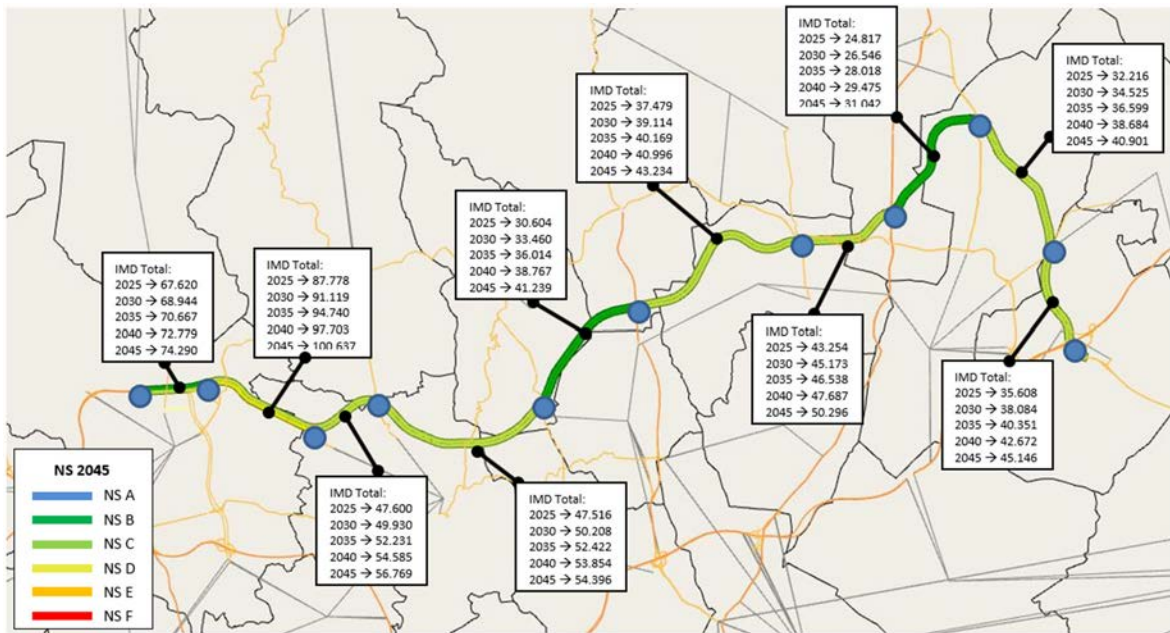 IMD Total:
2025 → 24.817
2030 → 26.546
2035 → 28.018
2040 → 29.475
2045 → 31.042
IMD Total:
2025 → 32.216
2030 → 34.525
2035 → 36.599
2040 → 38.684
2045 → 40.901
IMD Total:
2025 → 37.479
2030 → 39.114
2035 → 40.169
2040 → 40.996
2045 → 43.234
IMD Total:
2025 → 30.604
2030 → 33.460
2035 → 36.014
2040 → 38.767
2045 → 41.239
IMD Total:
2025 → 67.620
2030 → 68.944
2035 → 70.667
2040 → 72.779
2045 → 74.290
IMD Total:
2025 → 87.778
2030 → 91.119
2035 → 94.740
2040 → 97.703
2045 → 100.637
IMD Total:
2025 → 43.254
2030 → 45.173
2035 → 46.538
2040 → 47.687
2045 → 50.296
IMD Total:
2025 → 35.608
2030 → 38.084
2035 → 40.351
2040 → 42.672
2045 → 45.146
IMD Total:
2025 → 47.600
2030 → 49.930
2035 → 52.231
2040 → 54.585
2045 → 56.769
IMD Total:
2025 → 47.516
2030 → 50.208
2035 → 52.422
2040 → 53.854
2045 → 54.396
NS 2045
NS A
NS B
NS C
NS D
NS E
NS F